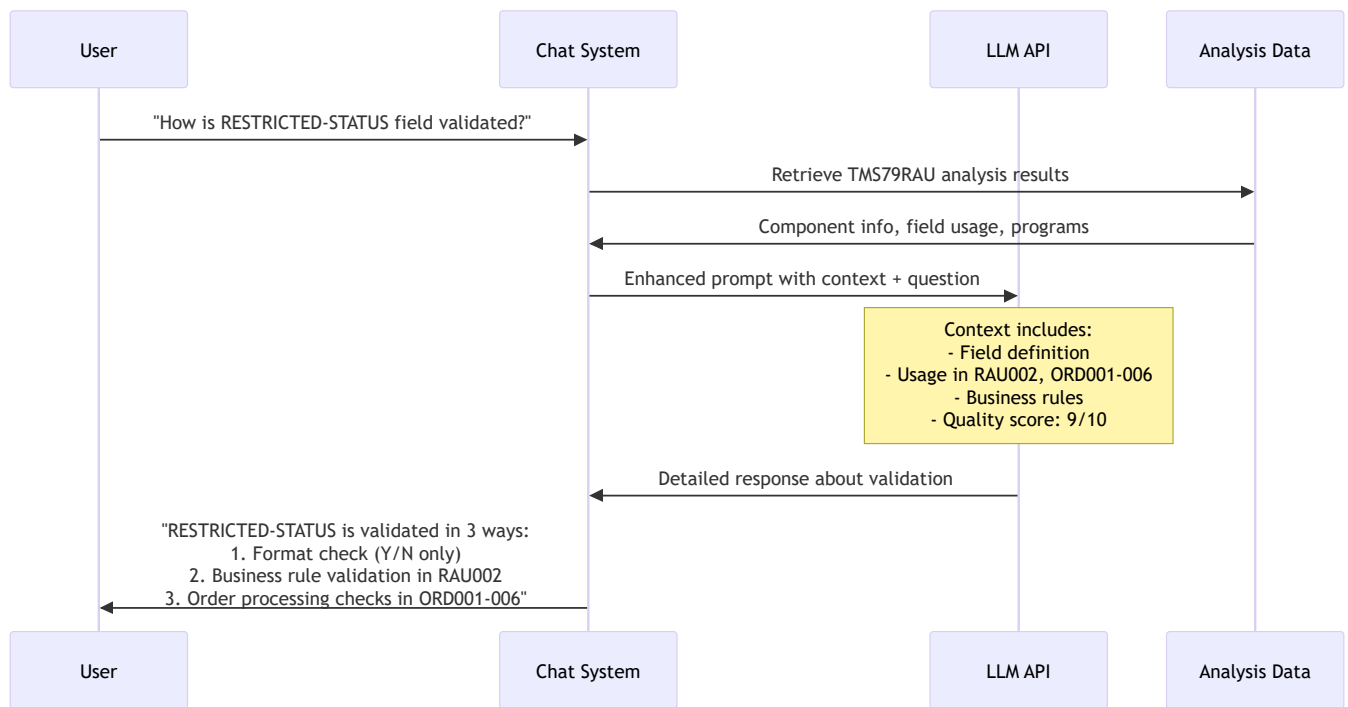 User
Chat System
LLM API
Analysis Data
"How is RESTRICTED-STATUS field validated?"
Retrieve TMS79RAU analysis results
Component info, field usage, programs
Enhanced prompt with context + question
Context includes:
- Field definition
- Usage in RAU002, ORD001-006
- Business rules
- Quality score: 9/10
Detailed response about validation
"RESTRICTED-STATUS is validated in 3 ways:
1. Format check (Y/N only)
2. Business rule validation in RAU002
3. Order processing checks in ORD001-006"
User
Chat System
LLM API
Analysis Data